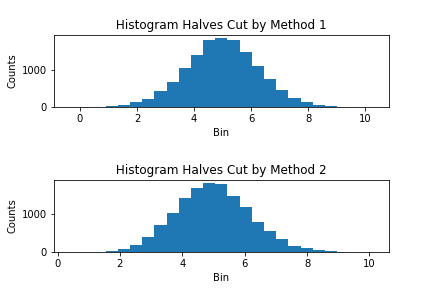 Histogram Halves Cut by Method 1
Counts
1000
0
0 2 4 6 8 10
Bin
Histogram Halves Cut by Method 2
Counts
1000
0
0 2 4 6 8 10
Bin